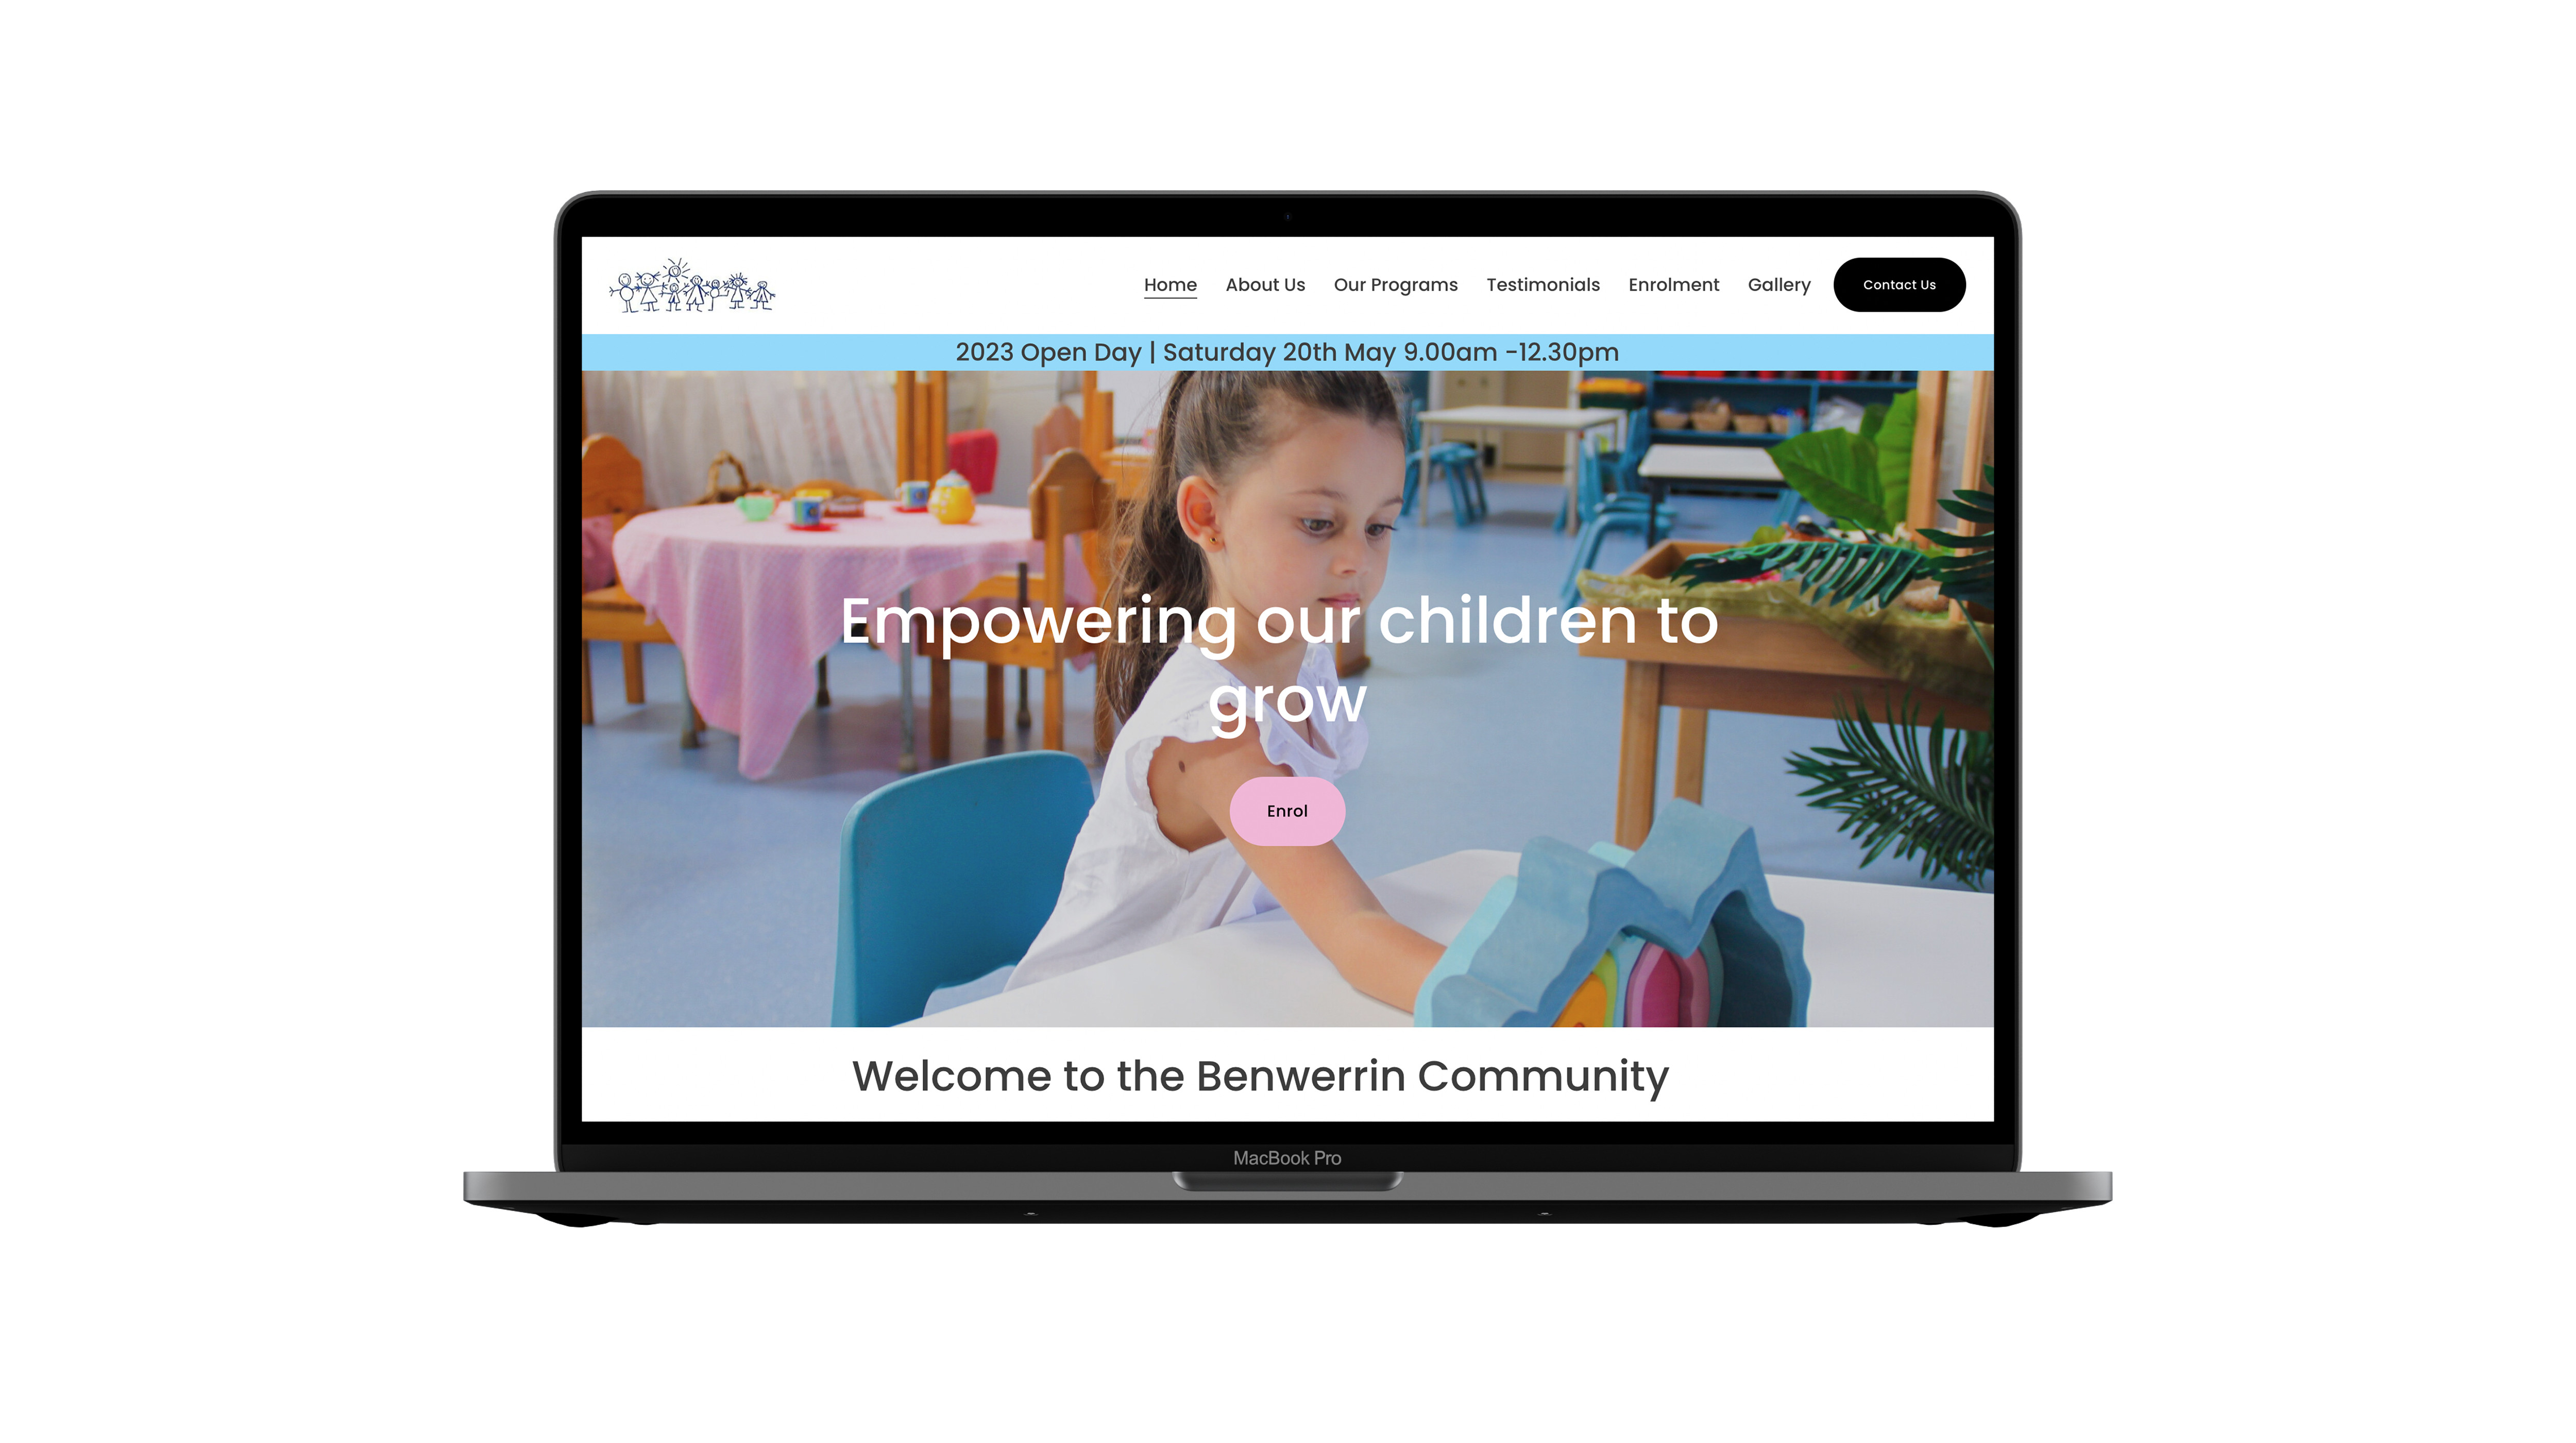 Home About Us Our Programs Testimonials Enrolment Gallery Contact Us
2023 Open Day | Saturday 20th May 9.00am -12.30pm
Empowering our children to
grow
Enrol
Welcome to the Benwerrin Community
MacBook Pro